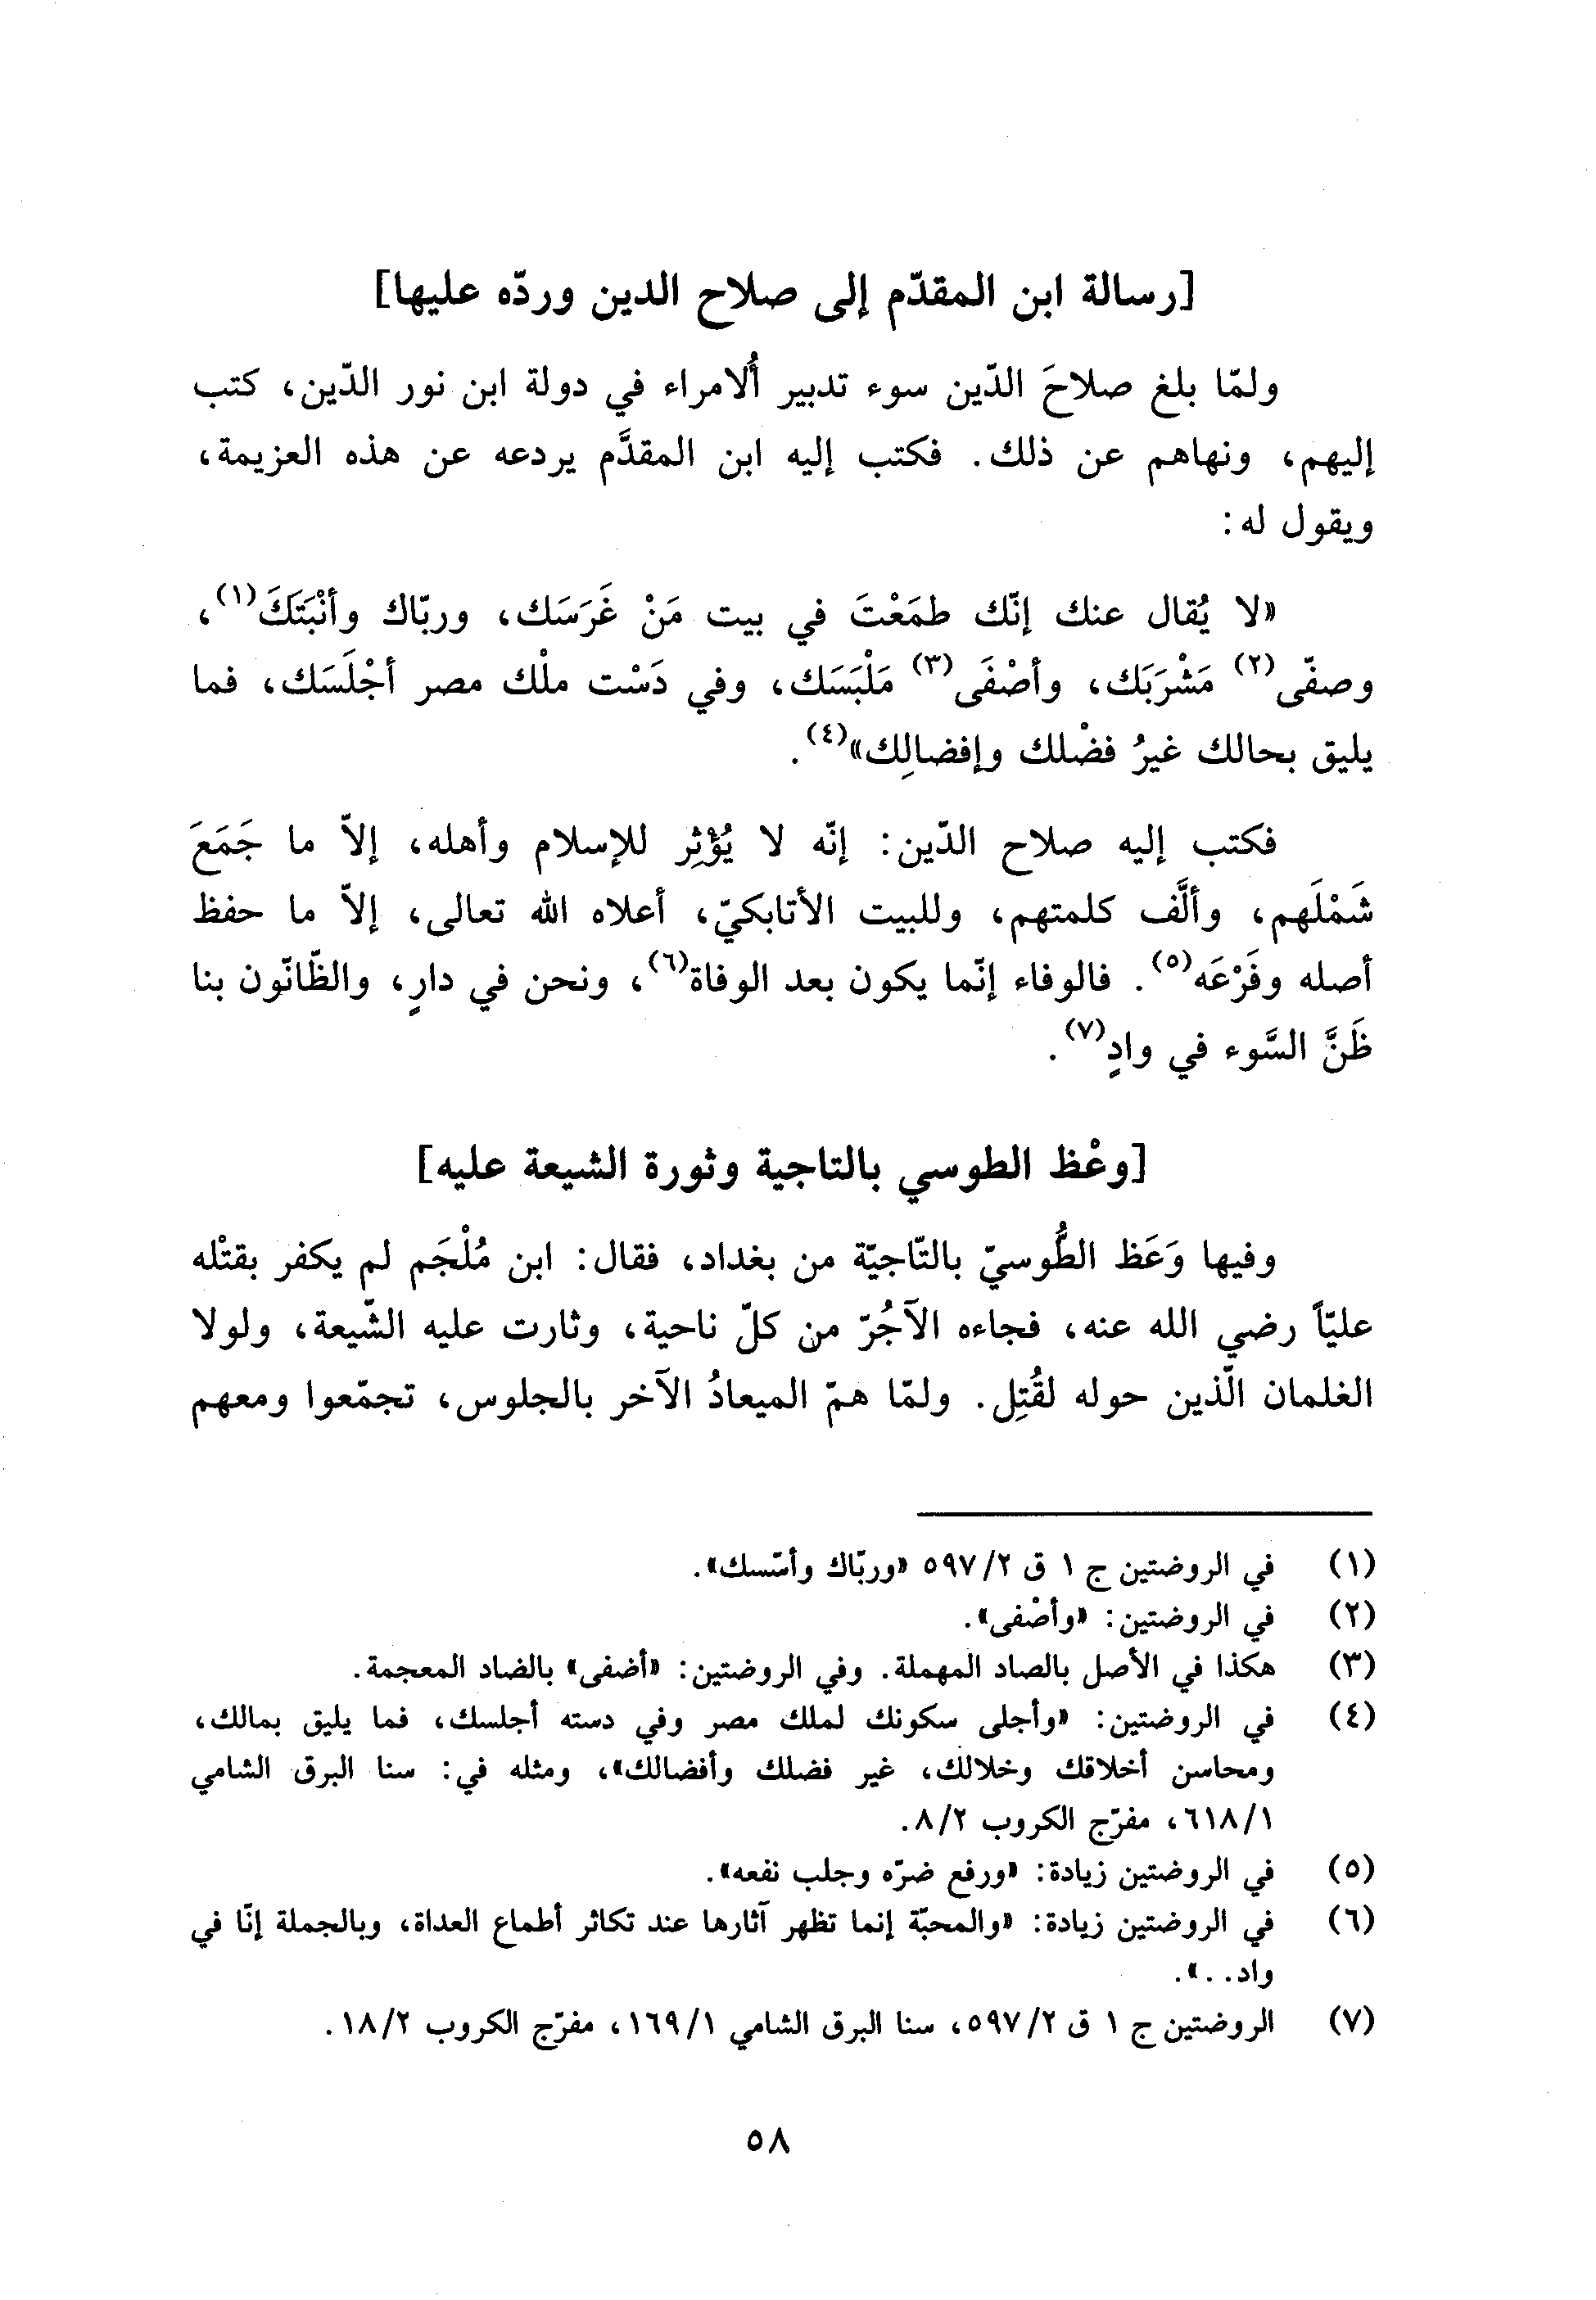 [رسالة ابن المقدّم إلى صلاح الدين وردّه عليها]
ولمّا بلغ صلاحَ الدّين سوء تدبير أُلامراء في دولة ابن نور الدّين، كتب
إليهم، ونهاهم عن ذلك. فكتب إليه ابن المقدَّم يردعه عن هذه العزيمة،
ويقول له:
«لا يُقال عنك إنّك طمَعْتَ في بيت مَنْ غَرَسَك، وربّاك وأنْبَتَكَ(١)،
وصفّى(٢) مَشْرَبَك، وأصْفَى(٣) مَلْبَسَك، وفي دَسْت ملْك مصر أجْلَسَك، فما
يليق بحالك غيرُ فضْلك وإفضالِك»(٤).
فكتب إليه صلاح الدّين: إنّه لا يُؤْثِر للإسلام وأهله، إلاّ ما جَمَعَ
شَمْلَهم، وألَّف كلمتهم، وللبيت الأتابكيّ، أعلاه الله تعالى، إلاّ ما حفظ
أصله وفَرْعَه(٥). فالوفاء إنّما يكون بعد الوفاة(٦)، ونحن في دارٍ، والظّانّون بنا
ظَنَّ السَّوء في وادٍ(٧).
[وعْظ الطوسي بالتاجية وثورة الشيعة عليه]
وفيها وَعَظ الطُّوسيّ بالتّاجيّة من بغداد، فقال: ابن مُلْجَم لم يكفر بقتْله
عليّاً رضي الله عنه، فجاءه الآجُرّ من كلّ ناحية، وثارت عليه الشّيعة، ولولا
الغلمان الّذين حوله لقُتِل. ولمّا همّ الميعادُ الآخر بالجلوس، تجمّعوا ومعهم
(١) في الروضتين ج ١ ق ٥٩٧/٢ «وربّاك وأسّسك».
(٢) في الروضتين: «وأصْفى».
(٣) هكذا في الأصل بالصاد المهملة. وفي الروضتين: «أضفى» بالضاد المعجمة.
(٤) في الروضتين: «وأجلى سكونك لملك مصر وفي دسته أجلسك، فما يليق بمالك،
ومحاسن أخلاقك وخلالك، غير فضلك وأفضالك»، ومثله في: سنا البرق الشامي
٦١٨/١، مفرّج الكروب ٨/٢.
(٥) في الروضتين زيادة: «ورفع ضرّه وجلب نفعه».
(٦) في الروضتين زيادة: «والمحبّة إنما تظهر آثارها عند تكاثر أطماع العداة، وبالجملة إنّا في
واد..».
(٧) الروضتين ج ١ ق ٥٩٧/٢، سنا البرق الشامي ١٦٩/١، مفرّج الكروب ١٨/٢.
٥٨